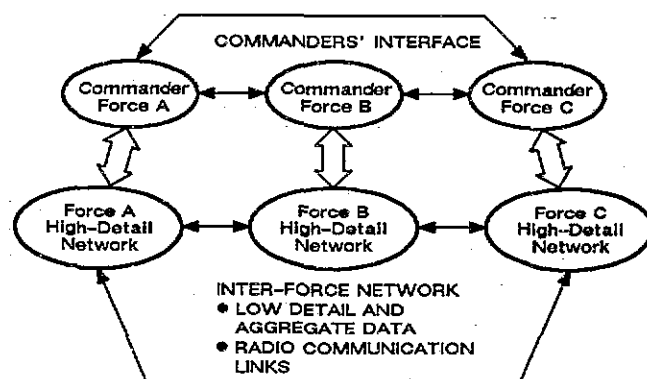 COMMANDERS' INTERFACE
Commander
Force A
Commander
Force B
Commander
Force C
Force A
High-Detail
Network
Force B
High-Detail
Network
Force C
High-Detail
Network
INTER-FORCE NETWORK
● LOW DETAIL AND
AGGREGATE DATA
● RADIO COMMUNICATION
LINKS